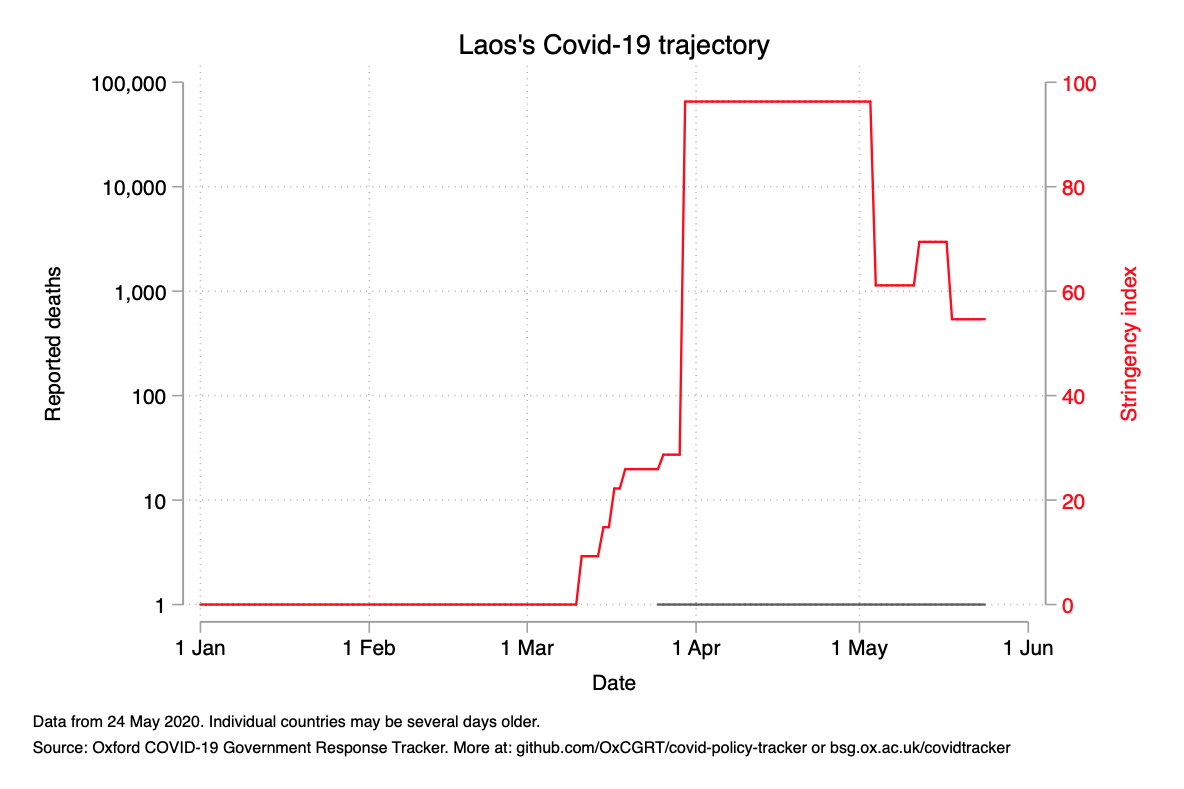 Laos's Covid-19 trajectory
100,000
10,000
1,000
100
10
1
Reported deaths
100
80
60
40
20
0
Stringency index
1 Jan
1 Feb
1 Mar
1 Apr
1 May
1 Jun
Date
Data from 24 May 2020. Individual countries may be several days older.
Source: Oxford COVID-19 Government Response Tracker. More at: github.com/OxCGRT/covid-policy-tracker or bsg.ox.ac.uk/covidtracker